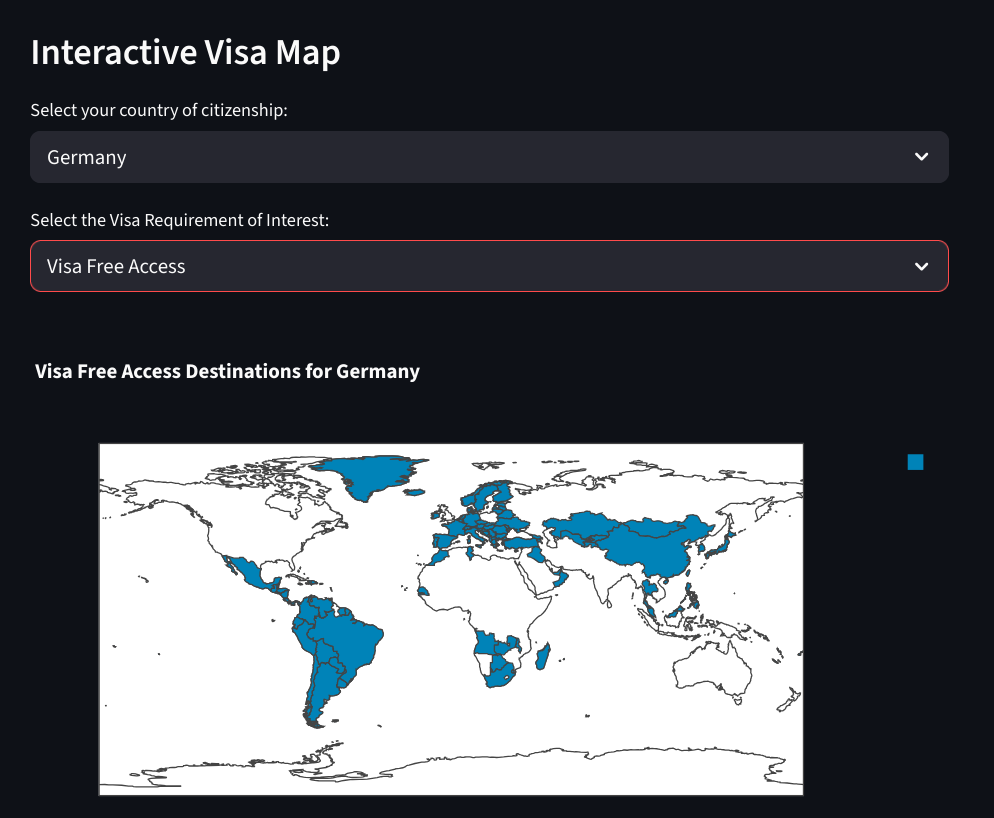 Interactive Visa Map
Select your country of citizenship:
Germany
Select the Visa Requirement of Interest:
Visa Free Access
Visa Free Access Destinations for Germany